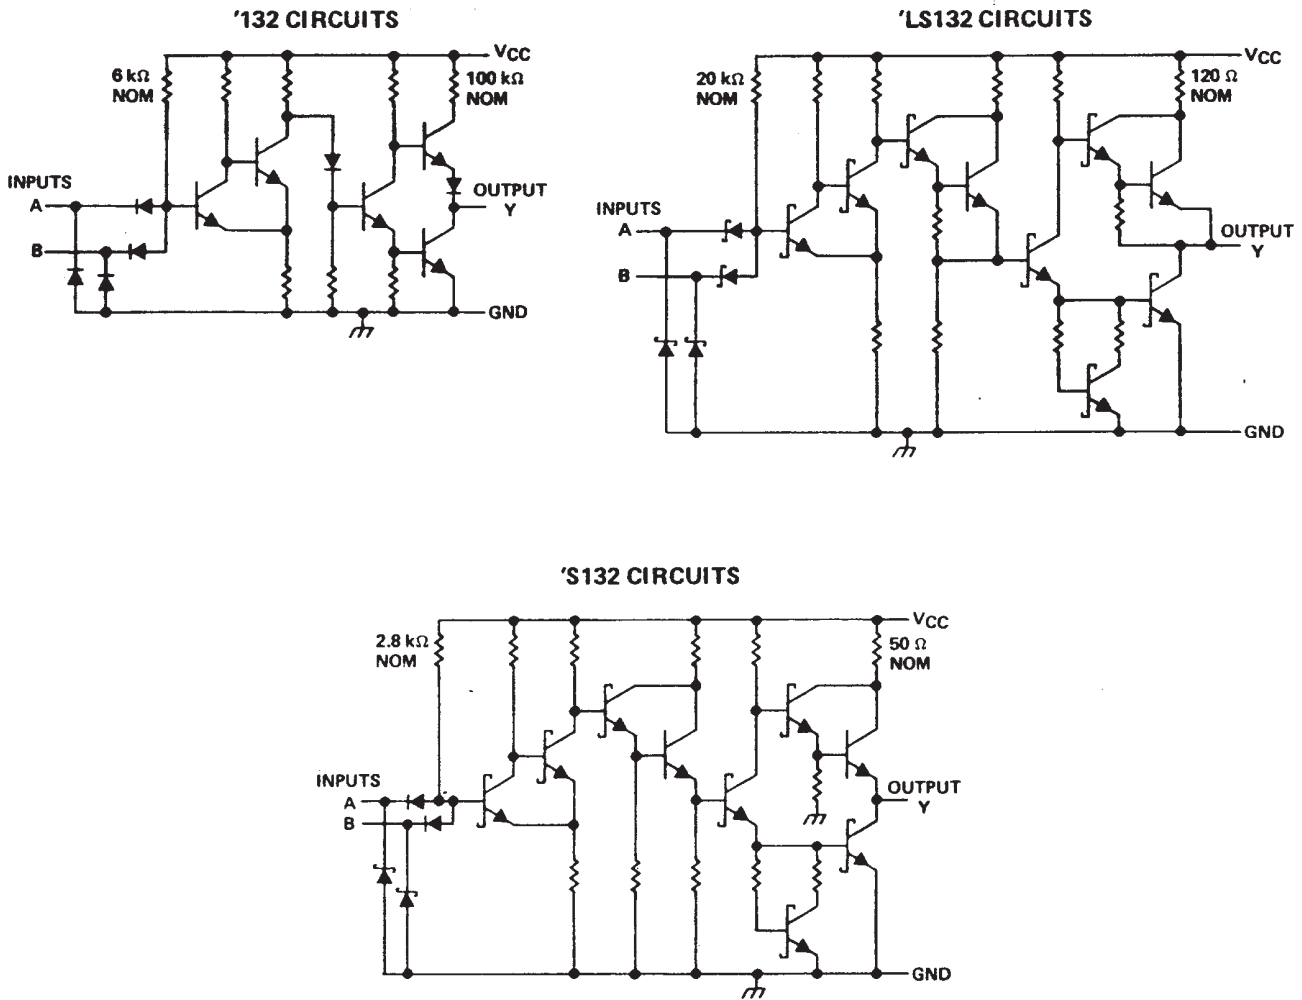 '132 CIRCUITS
VCC
6 kΩ
NOM
100 kΩ
NOM
INPUTS
A
B
OUTPUT
Y
GND
'LS132 CIRCUITS
VCC
20 kΩ
NOM
120 Ω
NOM
INPUTS
A
B
OUTPUT
Y
GND
'S132 CIRCUITS
VCC
2.8 kΩ
NOM
50 Ω
NOM
INPUTS
A
B
OUTPUT
Y
GND